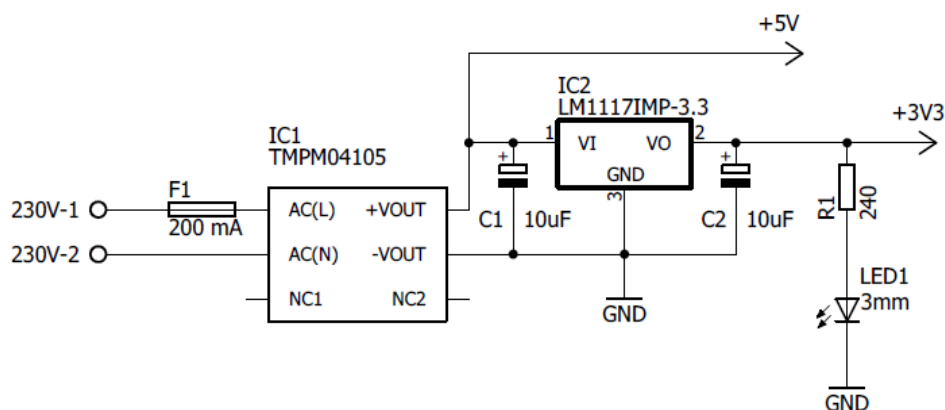 +5V
IC2
LM1117IMP-3.3
+3V3
1
VI
VO
2
GND
3
IC1
TMPM04105
F1
200 mA
230V-1
230V-2
AC(L)
+VOUT
AC(N)
-VOUT
NC1
NC2
+
C1
10uF
+
C2
10uF
R1
240
GND
LED1
3mm
GND